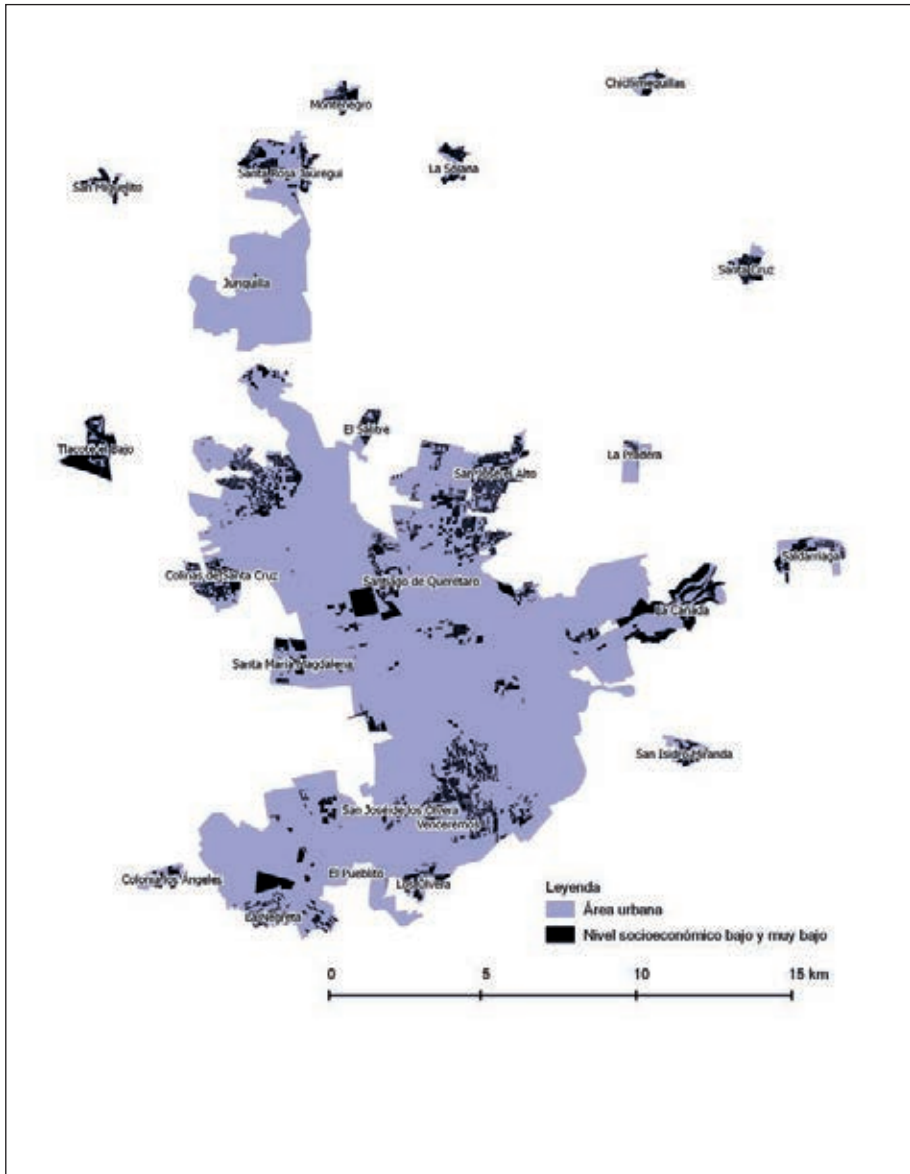 Chichimequillas
Montenegro
La Solana
Santa Rosa Jáuregui
San Miguelito
Santa Cruz
Juriquilla
El Salitre
Tlacote el Bajo
La Pradera
San José el Alto
Saldarriaga
Colinas de Santa Cruz
Santiago de Querétaro
La Cañada
Santa María Magdalena
San Isidro Miranda
San José de los Olvera
Venceremos
El Pueblito
Colonia los Ángeles
Los Olvera
La Negreta
Leyenda
Área urbana
Nivel socioeconómico bajo y muy bajo
0 5 10 15 km